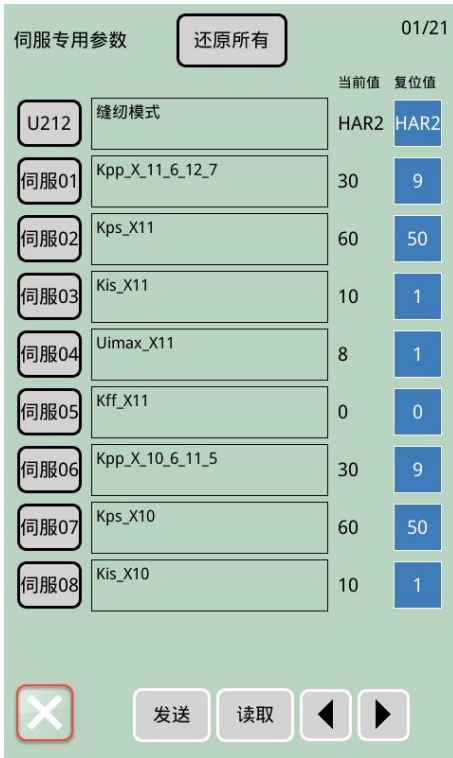 伺服专用参数 还原所有 01/21
当前值 复位值
U212 缝纫模式 HAR2 HAR2
伺服01 Kpp_X_11_6_12_7 30 9
伺服02 Kps_X11 60 50
伺服03 Kis_X11 10 1
伺服04 Uimax_X11 8 1
伺服05 Kff_X11 0 0
伺服06 Kpp_X_10_6_11_5 30 9
伺服07 Kps_X10 60 50
伺服08 Kis_X10 10 1
发送 读取